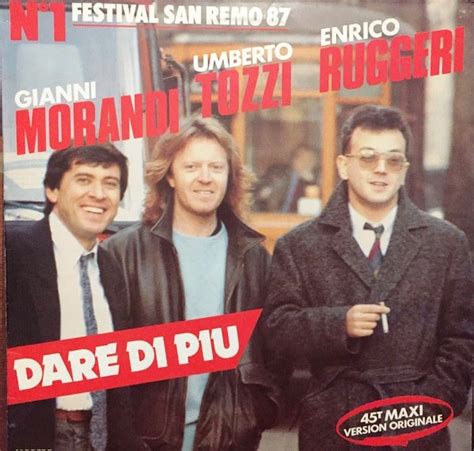 N°1 FESTIVAL SAN REMO 87
GIANNI
MORANDI
UMBERTO
TOZZI
ENRICO
RUGGERI
DARE DI PIU
45T MAXI
VERSION ORIGINALE